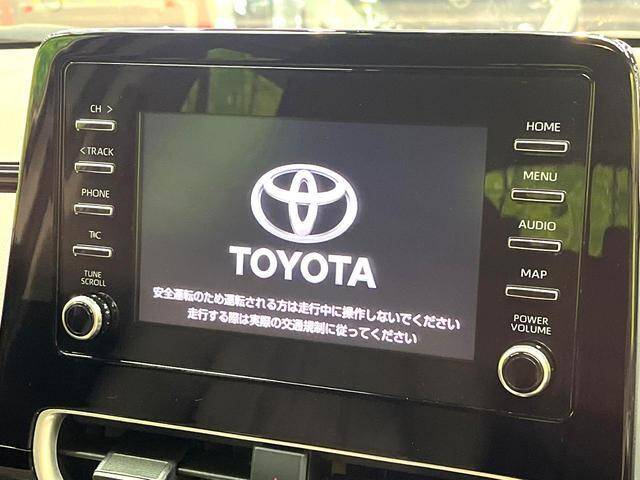 CH >
< TRACK
PHONE
TIC
TUNE
SCROLL
TOYOTA
安全運転のため運転される方は走行中に操作しないでください
走行する際は実際の交通規制に従ってください
HOME
MENU
AUDIO
MAP
POWER
VOLUME